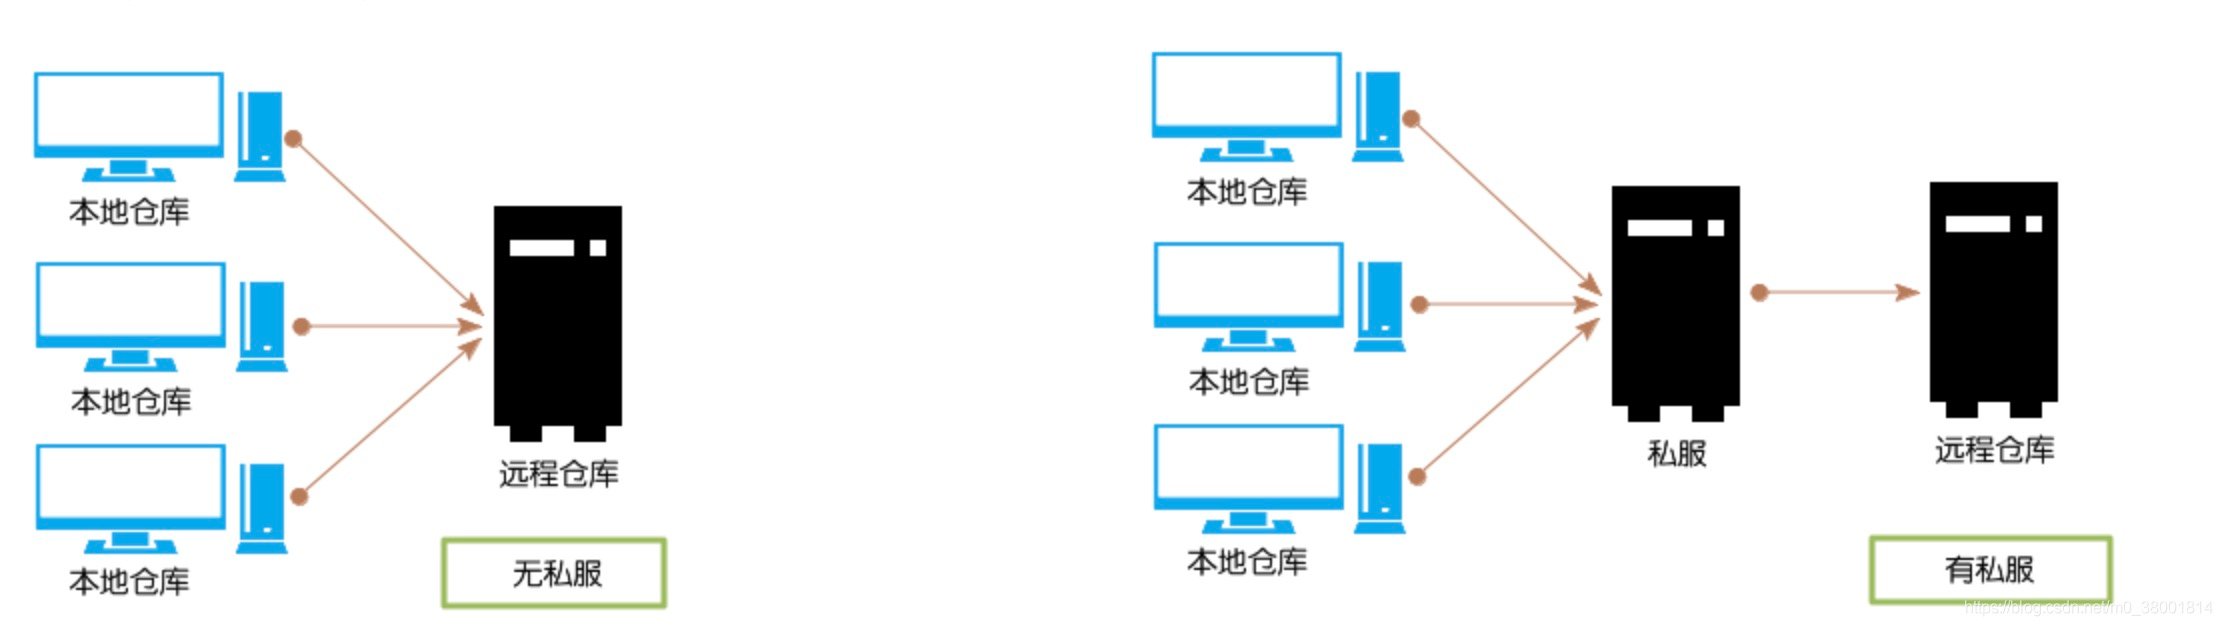 本地仓库
本地仓库
本地仓库
远程仓库
无私服
本地仓库
本地仓库
本地仓库
私服
远程仓库
有私服
https://blog.csdn.net/m0_38001814